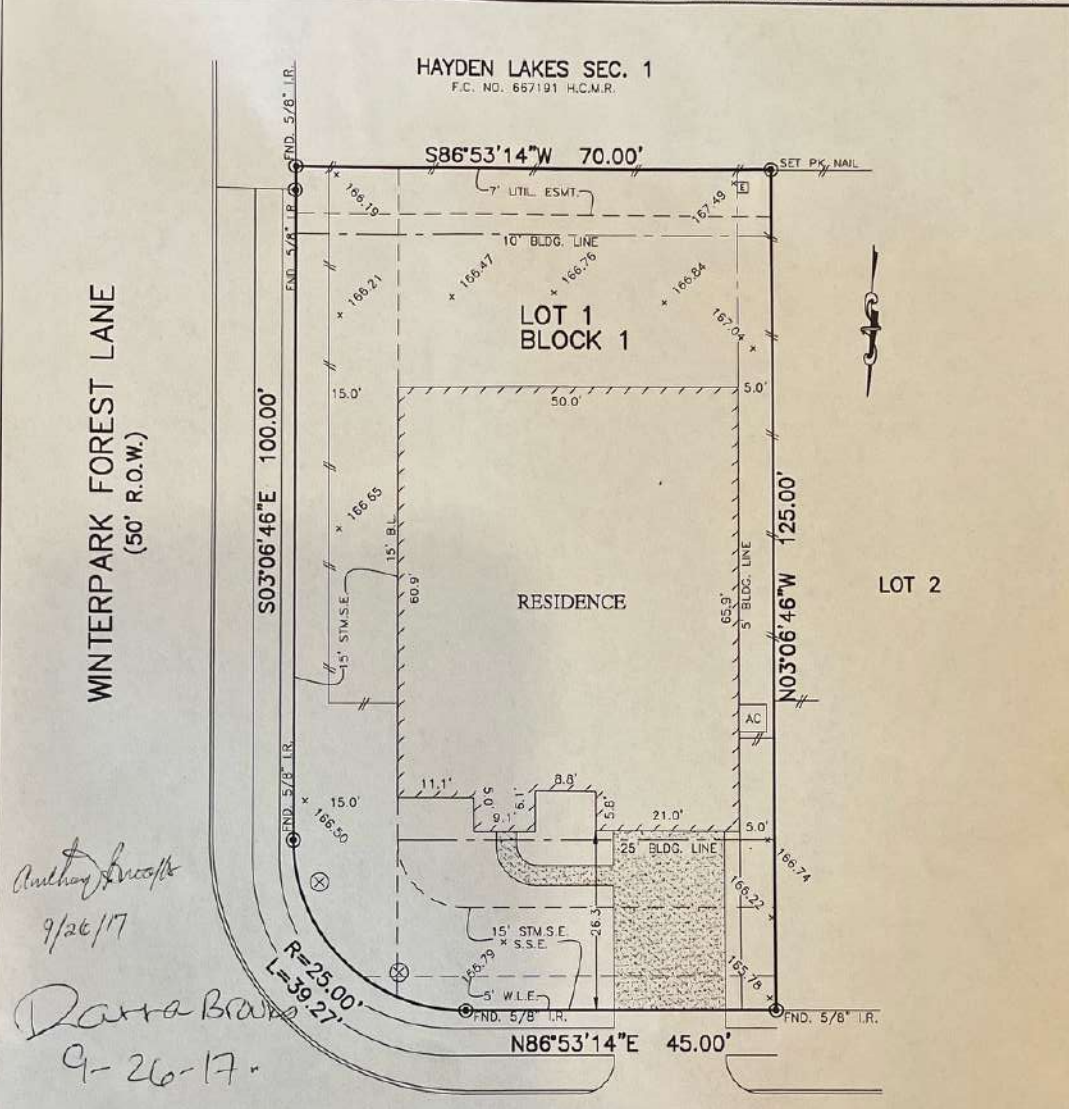 HAYDEN LAKES SEC. 1
F.C. NO. 667191 H.C.M.R.
FND. 5/8" I.R.
S86°53'14"W 70.00'
SET PK NAIL
7' UTIL. ESMT.
E
166.19
167.49
FND. 5/8" I.R.
10' BLDG. LINE
166.21
166.47
166.76
166.84
167.04
LOT 1
BLOCK 1
15.0'
50.0'
5.0'
WINTERPARK FOREST LANE
(50' R.O.W.)
S03°06'46"E 100.00'
166.65
15' B.L.
60.9'
15' STM.S.E.
RESIDENCE
65.9'
5' BLDG. LINE
N03°06'46"W 125.00'
LOT 2
AC
FND. 5/8" I.R.
15.0'
166.50
11.1'
5.0'
9.1'
6.1'
8.8'
5.8'
21.0'
5.0'
25' BLDG. LINE
166.74
166.22
26.3
15' STM.S.E.
S.S.E.
165.79
165.78
5' W.L.E.
R=25.00'
L=39.27'
FND. 5/8" I.R.
FND. 5/8" I.R.
N86°53'14"E 45.00'
Anthony
9/26/17
Darra
9-26-17